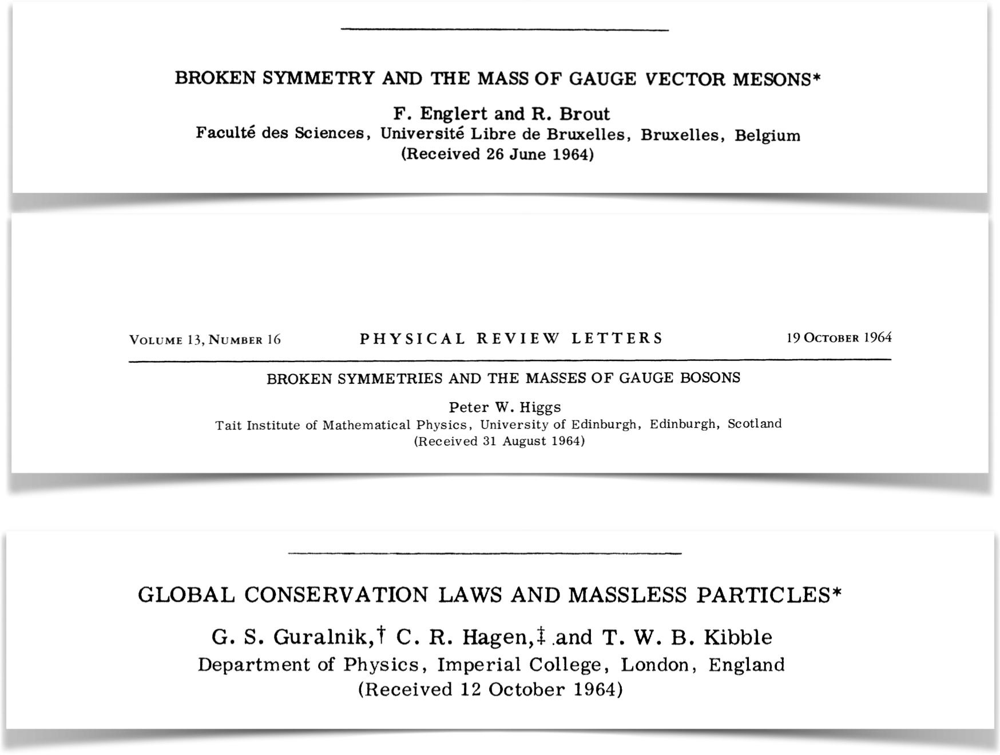 BROKEN SYMMETRY AND THE MASS OF GAUGE VECTOR MESONS*
F. Englert and R. Brout
Faculté des Sciences, Université Libre de Bruxelles, Bruxelles, Belgium
(Received 26 June 1964)
VOLUME 13, NUMBER 16 PHYSICAL REVIEW LETTERS 19 OCTOBER 1964
BROKEN SYMMETRIES AND THE MASSES OF GAUGE BOSONS
Peter W. Higgs
Tait Institute of Mathematical Physics, University of Edinburgh, Edinburgh, Scotland
(Received 31 August 1964)
GLOBAL CONSERVATION LAWS AND MASSLESS PARTICLES*
G. S. Guralnik,† C. R. Hagen,‡ and T. W. B. Kibble
Department of Physics, Imperial College, London, England
(Received 12 October 1964)